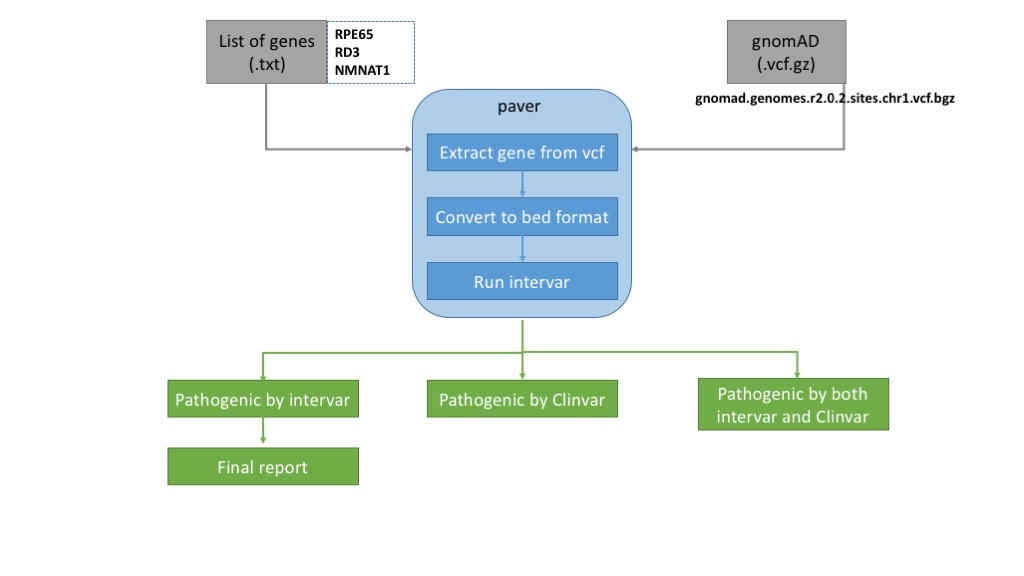 List of genes
(.txt)
RPE65
RD3
NMNAT1
gnomAD
(.vcf.gz)
gnomad.genomes.r2.0.2.sites.chr1.vcf.bgz
paver
Extract gene from vcf
Convert to bed format
Run intervar
Pathogenic by intervar
Pathogenic by Clinvar
Pathogenic by both
intervar and Clinvar
Final report